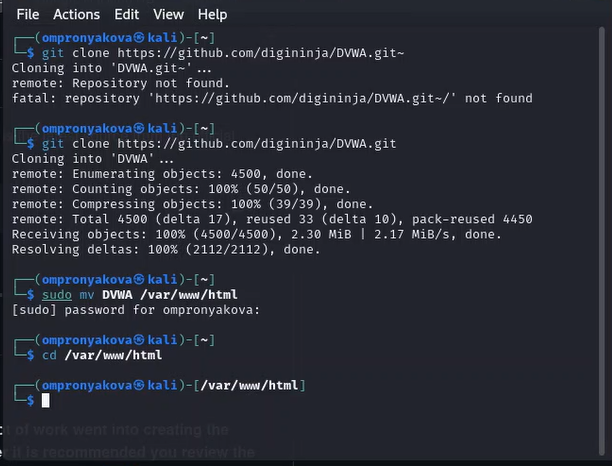 File Actions Edit View Help
┌──(ompronyakova㉿kali)-[~]
└─$ git clone https://github.com/digininja/DVWA.git~
Cloning into 'DVWA.git~'...
remote: Repository not found.
fatal: repository 'https://github.com/digininja/DVWA.git~/' not found
┌──(ompronyakova㉿kali)-[~]
└─$ git clone https://github.com/digininja/DVWA.git
Cloning into 'DVWA'...
remote: Enumerating objects: 4500, done.
remote: Counting objects: 100% (50/50), done.
remote: Compressing objects: 100% (39/39), done.
remote: Total 4500 (delta 17), reused 33 (delta 10), pack-reused 4450
Receiving objects: 100% (4500/4500), 2.30 MiB | 2.17 MiB/s, done.
Resolving deltas: 100% (2112/2112), done.
┌──(ompronyakova㉿kali)-[~]
└─$ sudo mv DVWA /var/www/html
[sudo] password for ompronyakova:
┌──(ompronyakova㉿kali)-[~]
└─$ cd /var/www/html
┌──(ompronyakova㉿kali)-[/var/www/html]
└─$
of work went into creating the
it is recommended you review the